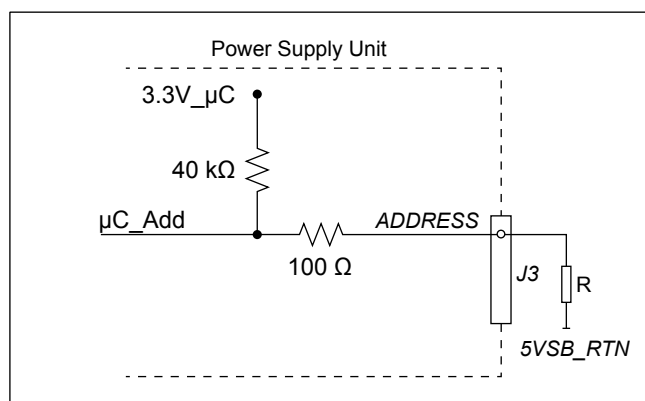 Power Supply Unit
3.3V_µC
40 kΩ
µC_Add
ADDRESS
100 Ω
J3
R
5VSB_RTN